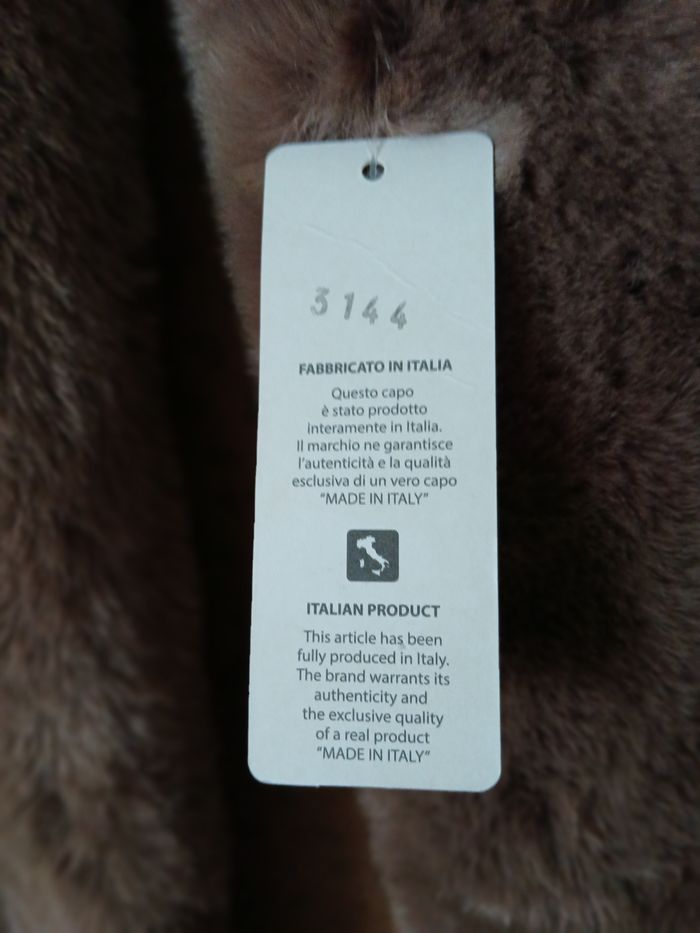 3144
FABBRICATO IN ITALIA
Questo capo
è stato prodotto
interamente in Italia.
Il marchio ne garantisce
l'autenticità e la qualità
esclusiva di un vero capo
"MADE IN ITALY"
ITALIAN PRODUCT
This article has been
fully produced in Italy.
The brand warrants its
authenticity and
the exclusive quality
of a real product
"MADE IN ITALY"